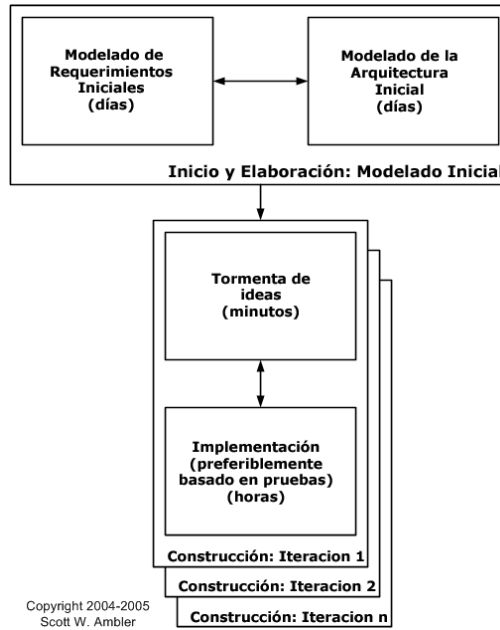 Modelado de
Requerimientos
Iniciales
(días)
Modelado de la
Arquitectura
Inicial
(días)
Inicio y Elaboración: Modelado Inicial
Tormenta de
ideas
(minutos)
Implementación
(preferiblemente
basado en pruebas)
(horas)
Construcción: Iteracion 1
Construcción: Iteracion 2
Construcción: Iteracion n
Copyright 2004-2005
Scott W. Ambler